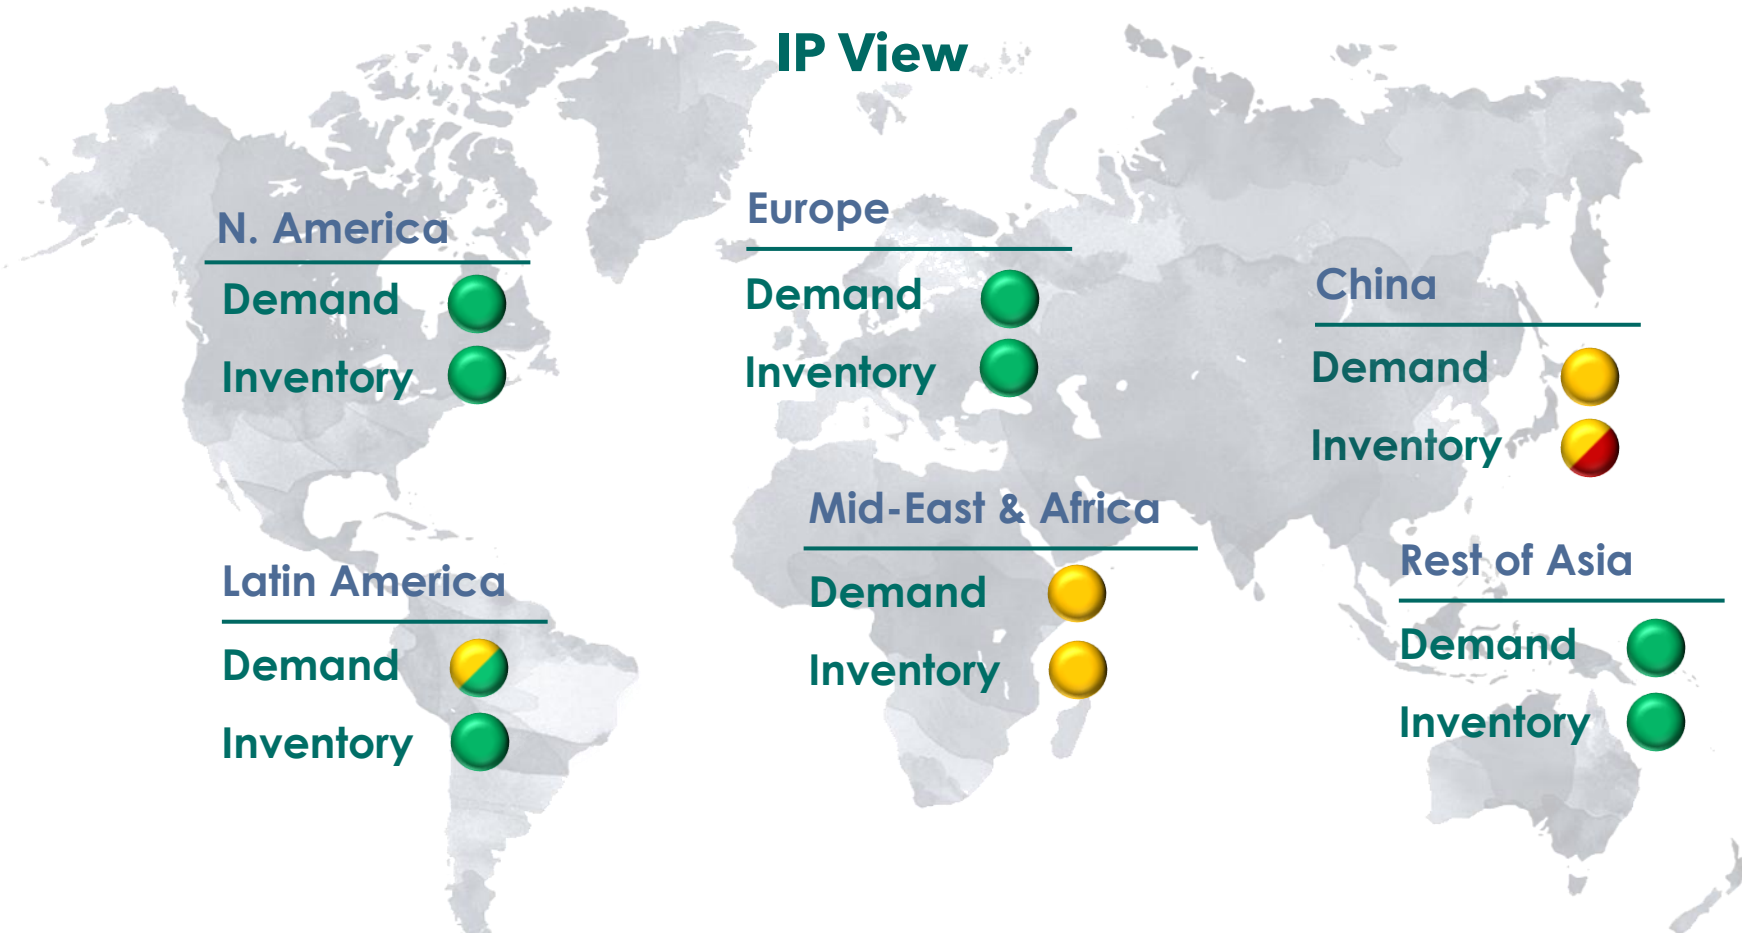 IP View
N. America
Demand
Inventory
Europe
Demand
Inventory
China
Demand
Inventory
Latin America
Demand
Inventory
Mid-East & Africa
Demand
Inventory
Rest of Asia
Demand
Inventory